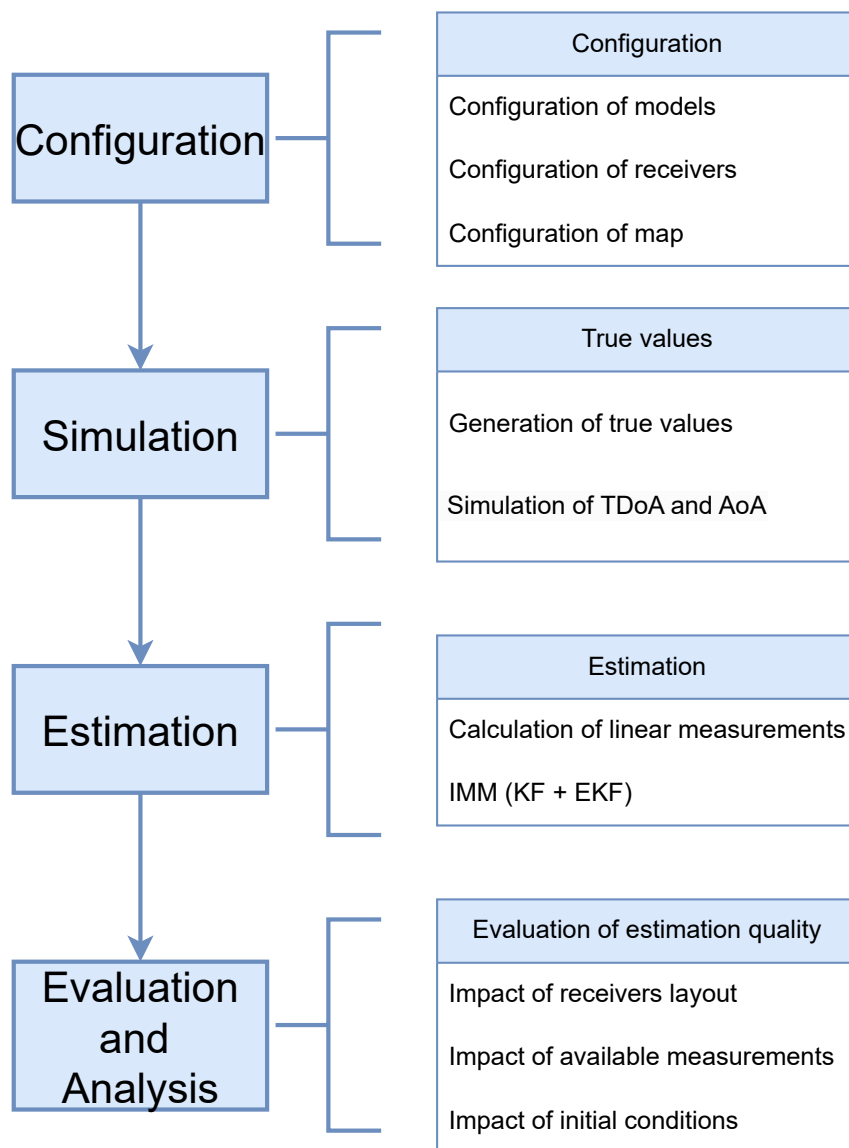 Configuration
Configuration
Configuration of models
Configuration of receivers
Configuration of map
Simulation
True values
Generation of true values
Simulation of TDoA and AoA
Estimation
Estimation
Calculation of linear measurements
IMM (KF + EKF)
Evaluation
and
Analysis
Evaluation of estimation quality
Impact of receivers layout
Impact of available measurements
Impact of initial conditions